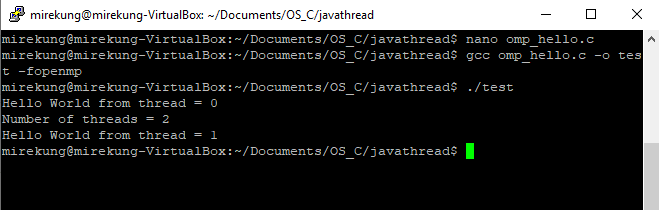 mirekung@mirekung-VirtualBox: ~/Documents/OS_C/javathread
mirekung@mirekung-VirtualBox:~/Documents/OS_C/javathread$ nano omp_hello.c
mirekung@mirekung-VirtualBox:~/Documents/OS_C/javathread$ gcc omp_hello.c -o tes
t -fopenmp
mirekung@mirekung-VirtualBox:~/Documents/OS_C/javathread$ ./test
Hello World from thread = 0
Number of threads = 2
Hello World from thread = 1
mirekung@mirekung-VirtualBox:~/Documents/OS_C/javathread$